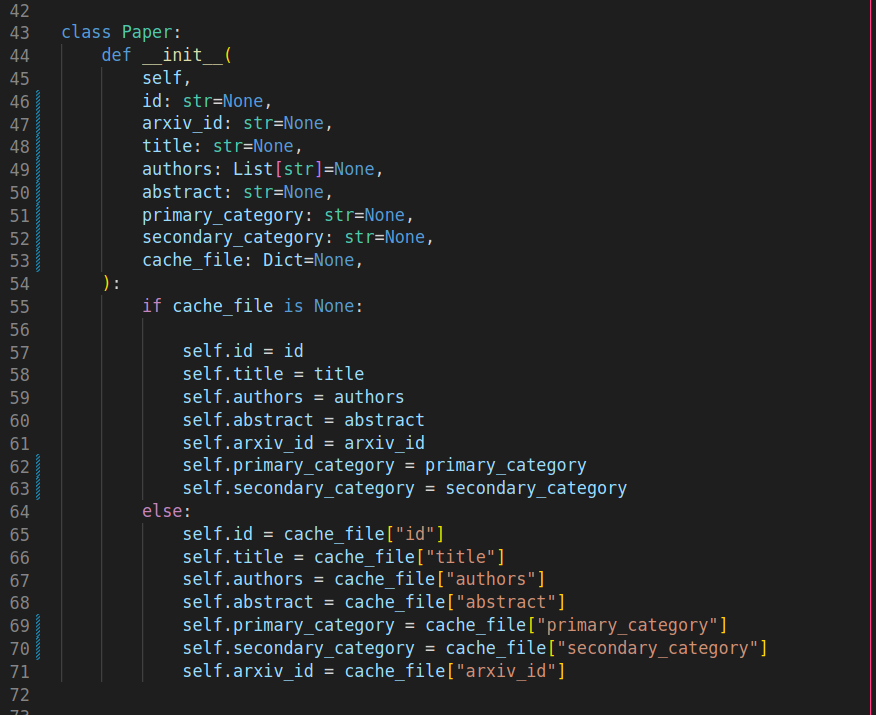 42
43 class Paper:
44     def __init__(
45         self,
46         id: str=None,
47         arxiv_id: str=None,
48         title: str=None,
49         authors: List[str]=None,
50         abstract: str=None,
51         primary_category: str=None,
52         secondary_category: str=None,
53         cache_file: Dict=None,
54     ):
55         if cache_file is None:
56
57             self.id = id
58             self.title = title
59             self.authors = authors
60             self.abstract = abstract
61             self.arxiv_id = arxiv_id
62             self.primary_category = primary_category
63             self.secondary_category = secondary_category
64         else:
65             self.id = cache_file["id"]
66             self.title = cache_file["title"]
67             self.authors = cache_file["authors"]
68             self.abstract = cache_file["abstract"]
69             self.primary_category = cache_file["primary_category"]
70             self.secondary_category = cache_file["secondary_category"]
71             self.arxiv_id = cache_file["arxiv_id"]
72